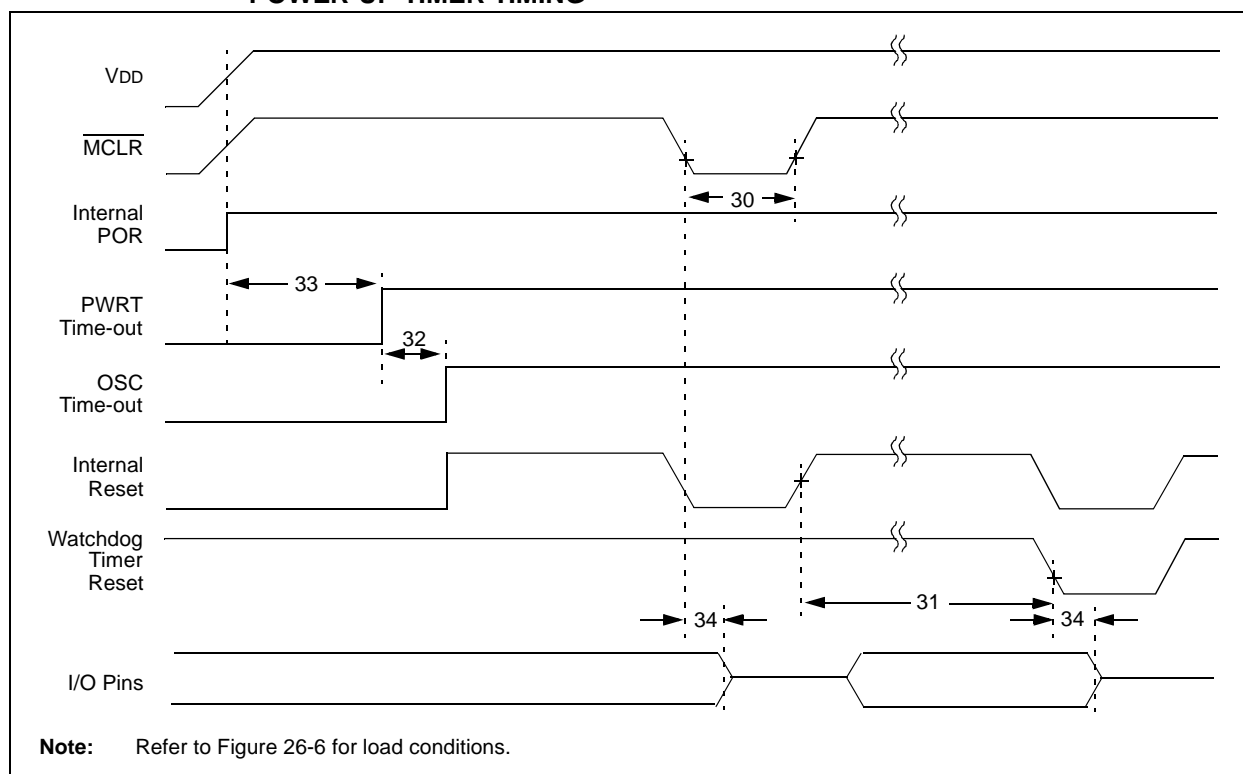 POWER-UP TIMER TIMING
VDD
MCLR
30
Internal
POR
33
PWRT
Time-out
32
OSC
Time-out
Internal
Reset
Watchdog
Timer
Reset
31
34
34
I/O Pins
Note: Refer to Figure 26-6 for load conditions.